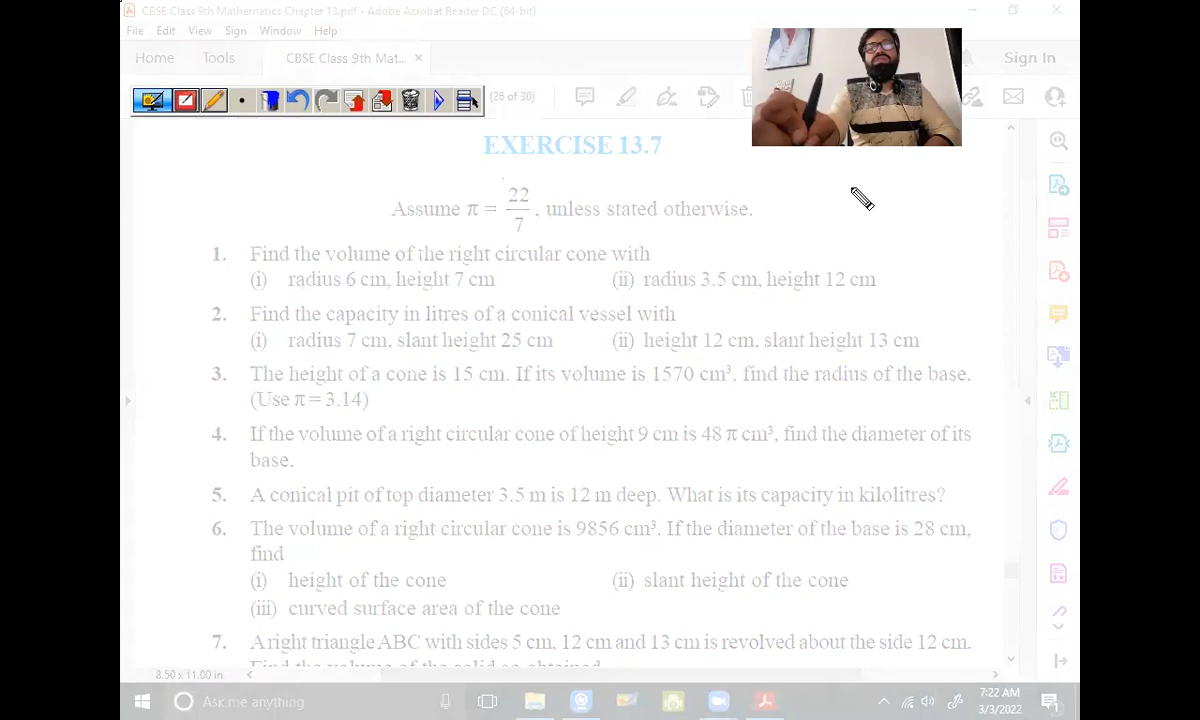 CBSE Class 9th Mathematics Chapter 13.pdf - Adobe Acrobat Reader DC (64-bit)
File Edit View Sign Window Help
Home Tools CBSE Class 9th Mat... × Sign In
(26 of 30)
EXERCISE 13.7
Assume π = 22/7, unless stated otherwise.
1. Find the volume of the right circular cone with
(i) radius 6 cm, height 7 cm (ii) radius 3.5 cm, height 12 cm
2. Find the capacity in litres of a conical vessel with
(i) radius 7 cm, slant height 25 cm (ii) height 12 cm, slant height 13 cm
3. The height of a cone is 15 cm. If its volume is 1570 cm³, find the radius of the base.
(Use π = 3.14)
4. If the volume of a right circular cone of height 9 cm is 48 π cm³, find the diameter of its
base.
5. A conical pit of top diameter 3.5 m is 12 m deep. What is its capacity in kilolitres?
6. The volume of a right circular cone is 9856 cm³. If the diameter of the base is 28 cm,
find
(i) height of the cone (ii) slant height of the cone
(iii) curved surface area of the cone
7. A right triangle ABC with sides 5 cm, 12 cm and 13 cm is revolved about the side 12 cm.
Find the volume of the solid so obtained
8.50 x 11.00 in
Ask me anything
7:22 AM
3/3/2022